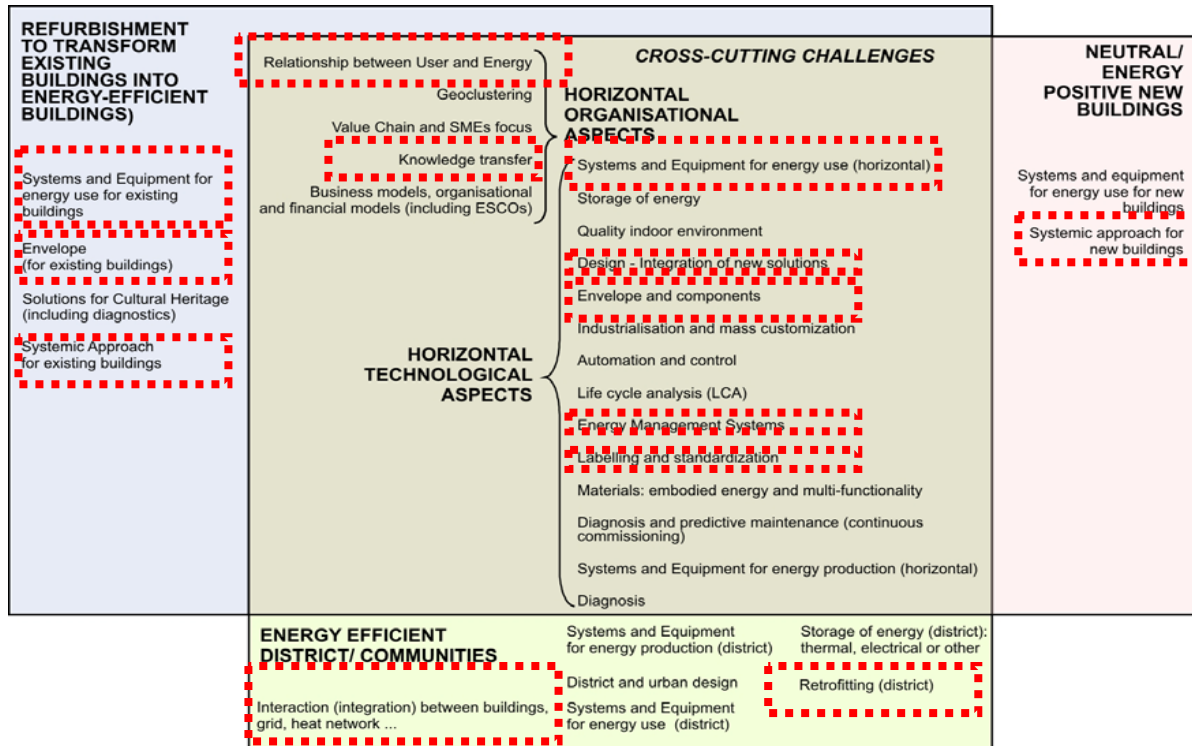 REFURBISHMENT
TO TRANSFORM
EXISTING
BUILDINGS INTO
ENERGY-EFFICIENT
BUILDINGS)
Systems and Equipment for
energy use for existing
buildings
Envelope
(for existing buildings)
Solutions for Cultural Heritage
(including diagnostics)
Systemic Approach
for existing buildings
CROSS-CUTTING CHALLENGES
Relationship between User and Energy
Geoclustering
Value Chain and SMEs focus
Knowledge transfer
Business models, organisational
and financial models (including ESCOs)
HORIZONTAL
ORGANISATIONAL
ASPECTS
HORIZONTAL
TECHNOLOGICAL
ASPECTS
Systems and Equipment for energy use (horizontal)
Storage of energy
Quality indoor environment
Design - Integration of new solutions
Envelope and components
Industrialisation and mass customization
Automation and control
Life cycle analysis (LCA)
Energy Management Systems
Labelling and standardization
Materials: embodied energy and multi-functionality
Diagnosis and predictive maintenance (continuous
commissioning)
Systems and Equipment for energy production (horizontal)
Diagnosis
NEUTRAL/
ENERGY
POSITIVE NEW
BUILDINGS
Systems and equipment
for energy use for new
buildings
Systemic approach for
new buildings
ENERGY EFFICIENT
DISTRICT/ COMMUNITIES
Interaction (integration) between buildings,
grid, heat network ...
Systems and Equipment
for energy production (district)
District and urban design
Systems and Equipment
for energy use (district)
Storage of energy (district):
thermal, electrical or other
Retrofitting (district)